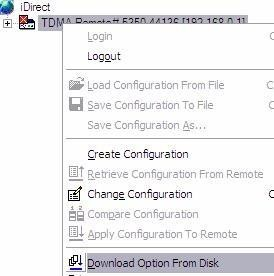 iDirect
TDMA Remote# 5350.44136 [192.168.0.1]
Login
Logout
Load Configuration From File
Save Configuration To File
Save Configuration As...
Create Configuration
Retrieve Configuration From Remote
Change Configuration
Compare Configuration
Apply Configuration To Remote
Download Option From Disk